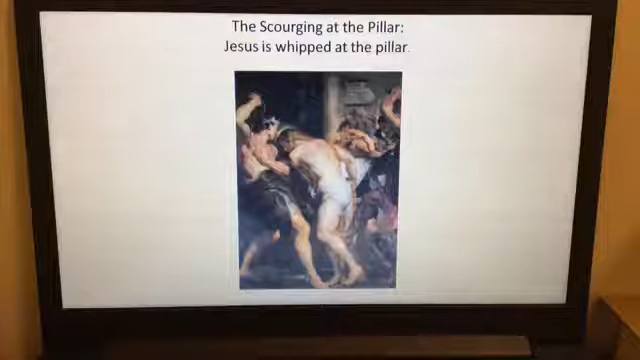 The Scourging at the Pillar:
Jesus is whipped at the pillar.